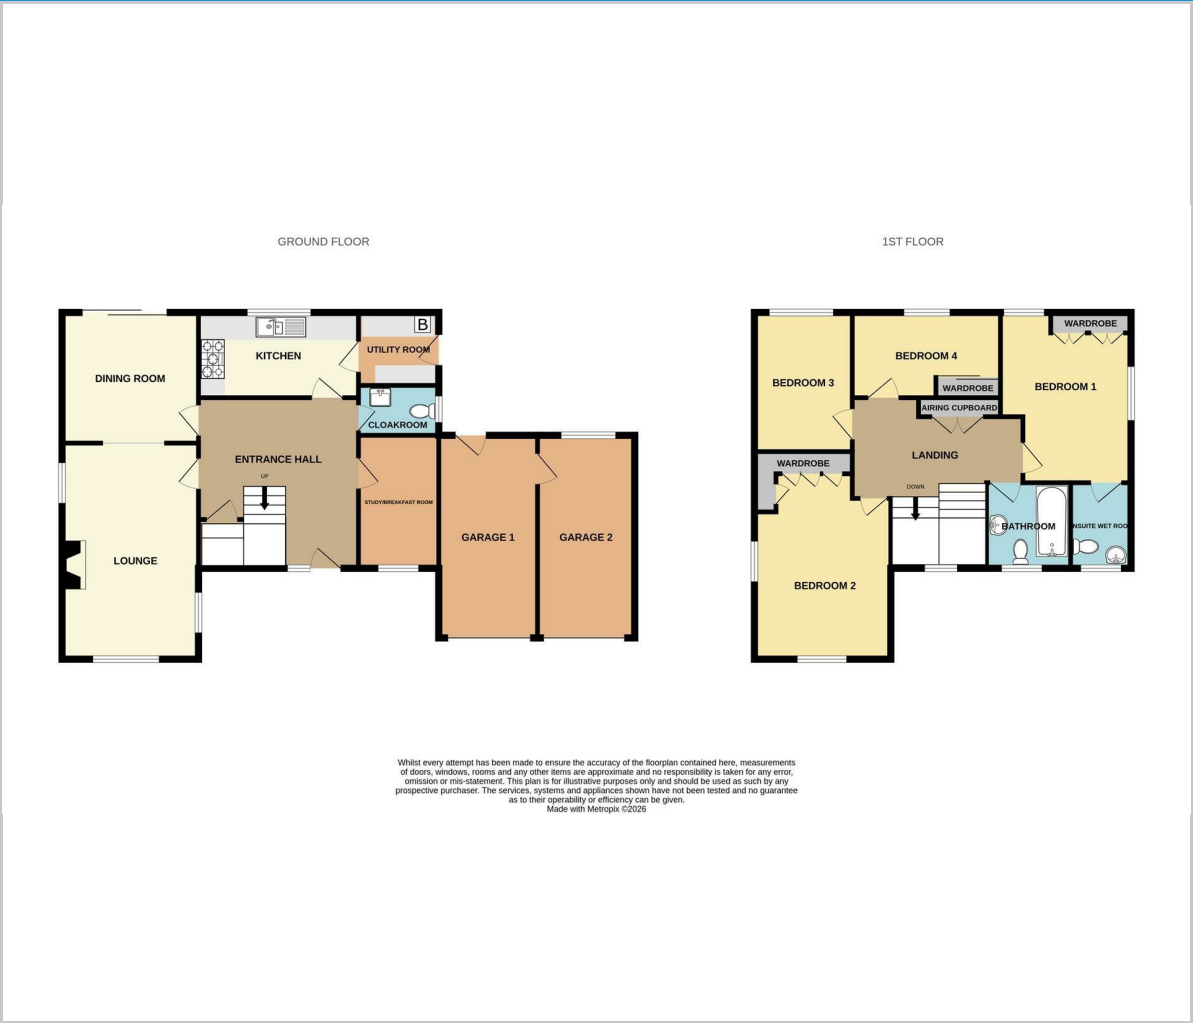 GROUND FLOOR
DINING ROOM
KITCHEN
B
UTILITY ROOM
CLOAKROOM
ENTRANCE HALL
UP
STUDY/BREAKFAST ROOM
LOUNGE
GARAGE 1
GARAGE 2
1ST FLOOR
WARDROBE
BEDROOM 4
BEDROOM 3
BEDROOM 1
WARDROBE
AIRING CUPBOARD
LANDING
WARDROBE
DOWN
BATHROOM
NSUITE WET ROO
BEDROOM 2
Whilst every attempt has been made to ensure the accuracy of the floorplan contained here, measurements
of doors, windows, rooms and any other items are approximate and no responsibility is taken for any error,
omission or mis-statement. This plan is for illustrative purposes only and should be used as such by any
prospective purchaser. The services, systems and appliances shown have not been tested and no guarantee
as to their operability or efficiency can be given.
Made with Metropix ©2026